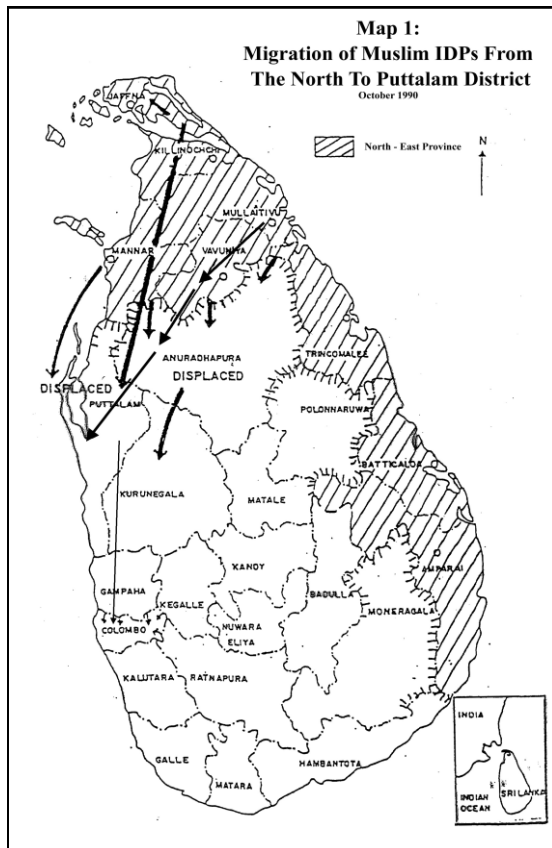 Map 1:
Migration of Muslim IDPs From
The North To Puttalam District
October 1990
North - East Province
N
JAFFNA
KILLINOCHCHI
MULLAITIVU
MANNAR
VAVUNIYA
TRINCOMALEE
ANURADHAPURA
DISPLACED
DISPLACED
PUTTALAM
POLONNARUWA
BATTICALOA
KURUNEGALA
MATALE
AMPARAI
KANDY
GAMPAHA
KEGALLE
BADULLA
MONERAGALA
NUWARA
ELIYA
COLOMBO
KALUTARA
RATNAPURA
GALLE
MATARA
HAMBANTOTA
INDIA
INDIAN
OCEAN
SRI LANKA